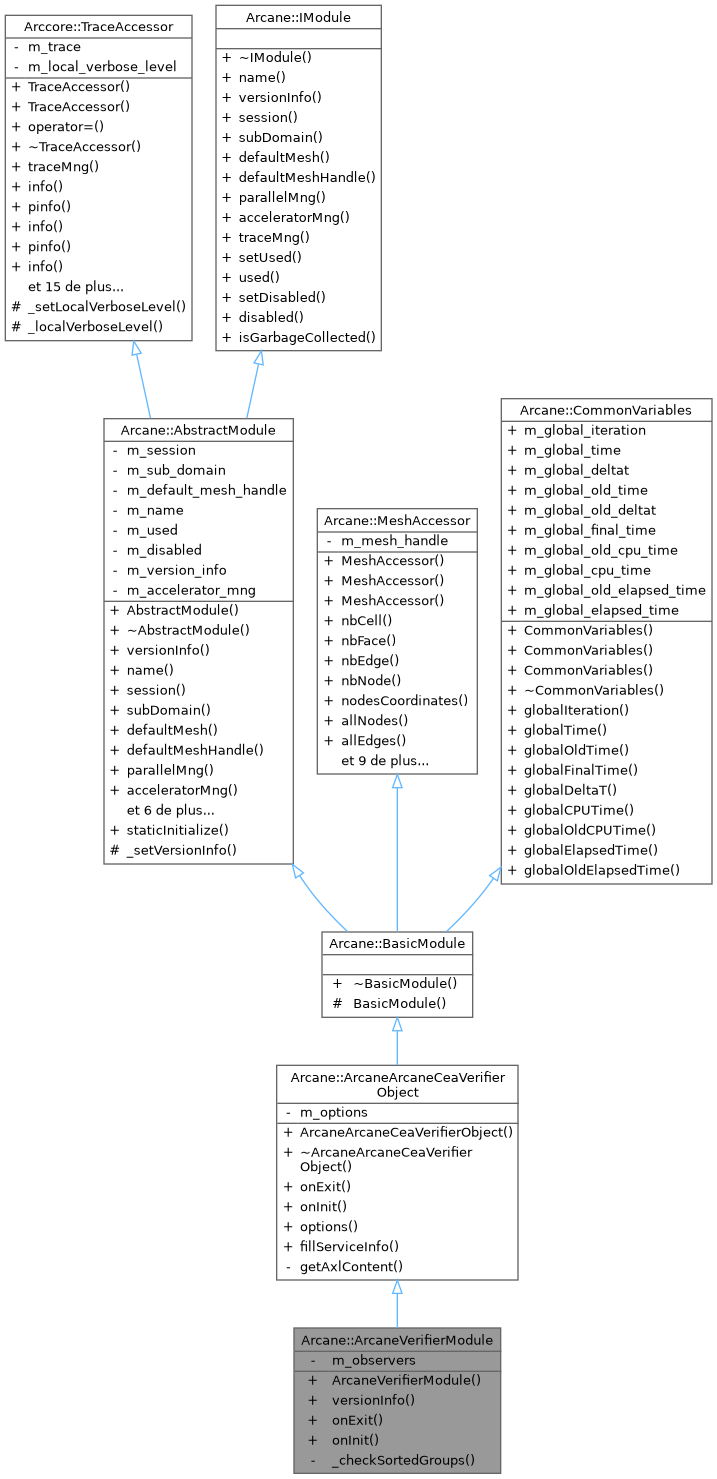 Arccore::TraceAccessor
- m_trace
- m_local_verbose_level
+ TraceAccessor()
+ TraceAccessor()
+ operator=()
+ ~TraceAccessor()
+ traceMng()
+ info()
+ pinfo()
+ info()
+ pinfo()
+ info()
et 15 de plus...
# _setLocalVerboseLevel()
# _localVerboseLevel()
Arcane::IModule
+ ~IModule()
+ name()
+ versionInfo()
+ session()
+ subDomain()
+ defaultMesh()
+ defaultMeshHandle()
+ parallelMng()
+ acceleratorMng()
+ traceMng()
+ setUsed()
+ used()
+ setDisabled()
+ disabled()
+ isGarbageCollected()
Arcane::AbstractModule
- m_session
- m_sub_domain
- m_default_mesh_handle
- m_name
- m_used
- m_disabled
- m_version_info
- m_accelerator_mng
+ AbstractModule()
+ ~AbstractModule()
+ versionInfo()
+ name()
+ session()
+ subDomain()
+ defaultMesh()
+ defaultMeshHandle()
+ parallelMng()
+ acceleratorMng()
et 6 de plus...
+ staticInitialize()
# _setVersionInfo()
Arcane::MeshAccessor
- m_mesh_handle
+ MeshAccessor()
+ MeshAccessor()
+ MeshAccessor()
+ nbCell()
+ nbFace()
+ nbEdge()
+ nbNode()
+ nodesCoordinates()
+ allNodes()
+ allEdges()
et 9 de plus...
Arcane::CommonVariables
+ m_global_iteration
+ m_global_time
+ m_global_deltat
+ m_global_old_time
+ m_global_old_deltat
+ m_global_final_time
+ m_global_old_cpu_time
+ m_global_cpu_time
+ m_global_old_elapsed_time
+ m_global_elapsed_time
+ CommonVariables()
+ CommonVariables()
+ CommonVariables()
+ ~CommonVariables()
+ globalIteration()
+ globalTime()
+ globalOldTime()
+ globalFinalTime()
+ globalDeltaT()
+ globalCPUTime()
+ globalOldCPUTime()
+ globalElapsedTime()
+ globalOldElapsedTime()
Arcane::BasicModule
+ ~BasicModule()
# BasicModule()
Arcane::ArcaneArcaneCeaVerifier
Object
- m_options
+ ArcaneArcaneCeaVerifierObject()
+ ~ArcaneArcaneCeaVerifier
Object()
+ onExit()
+ onInit()
+ options()
+ fillServiceInfo()
- getAxlContent()
Arcane::ArcaneVerifierModule
- m_observers
+ ArcaneVerifierModule()
+ versionInfo()
+ onExit()
+ onInit()
- _checkSortedGroups()